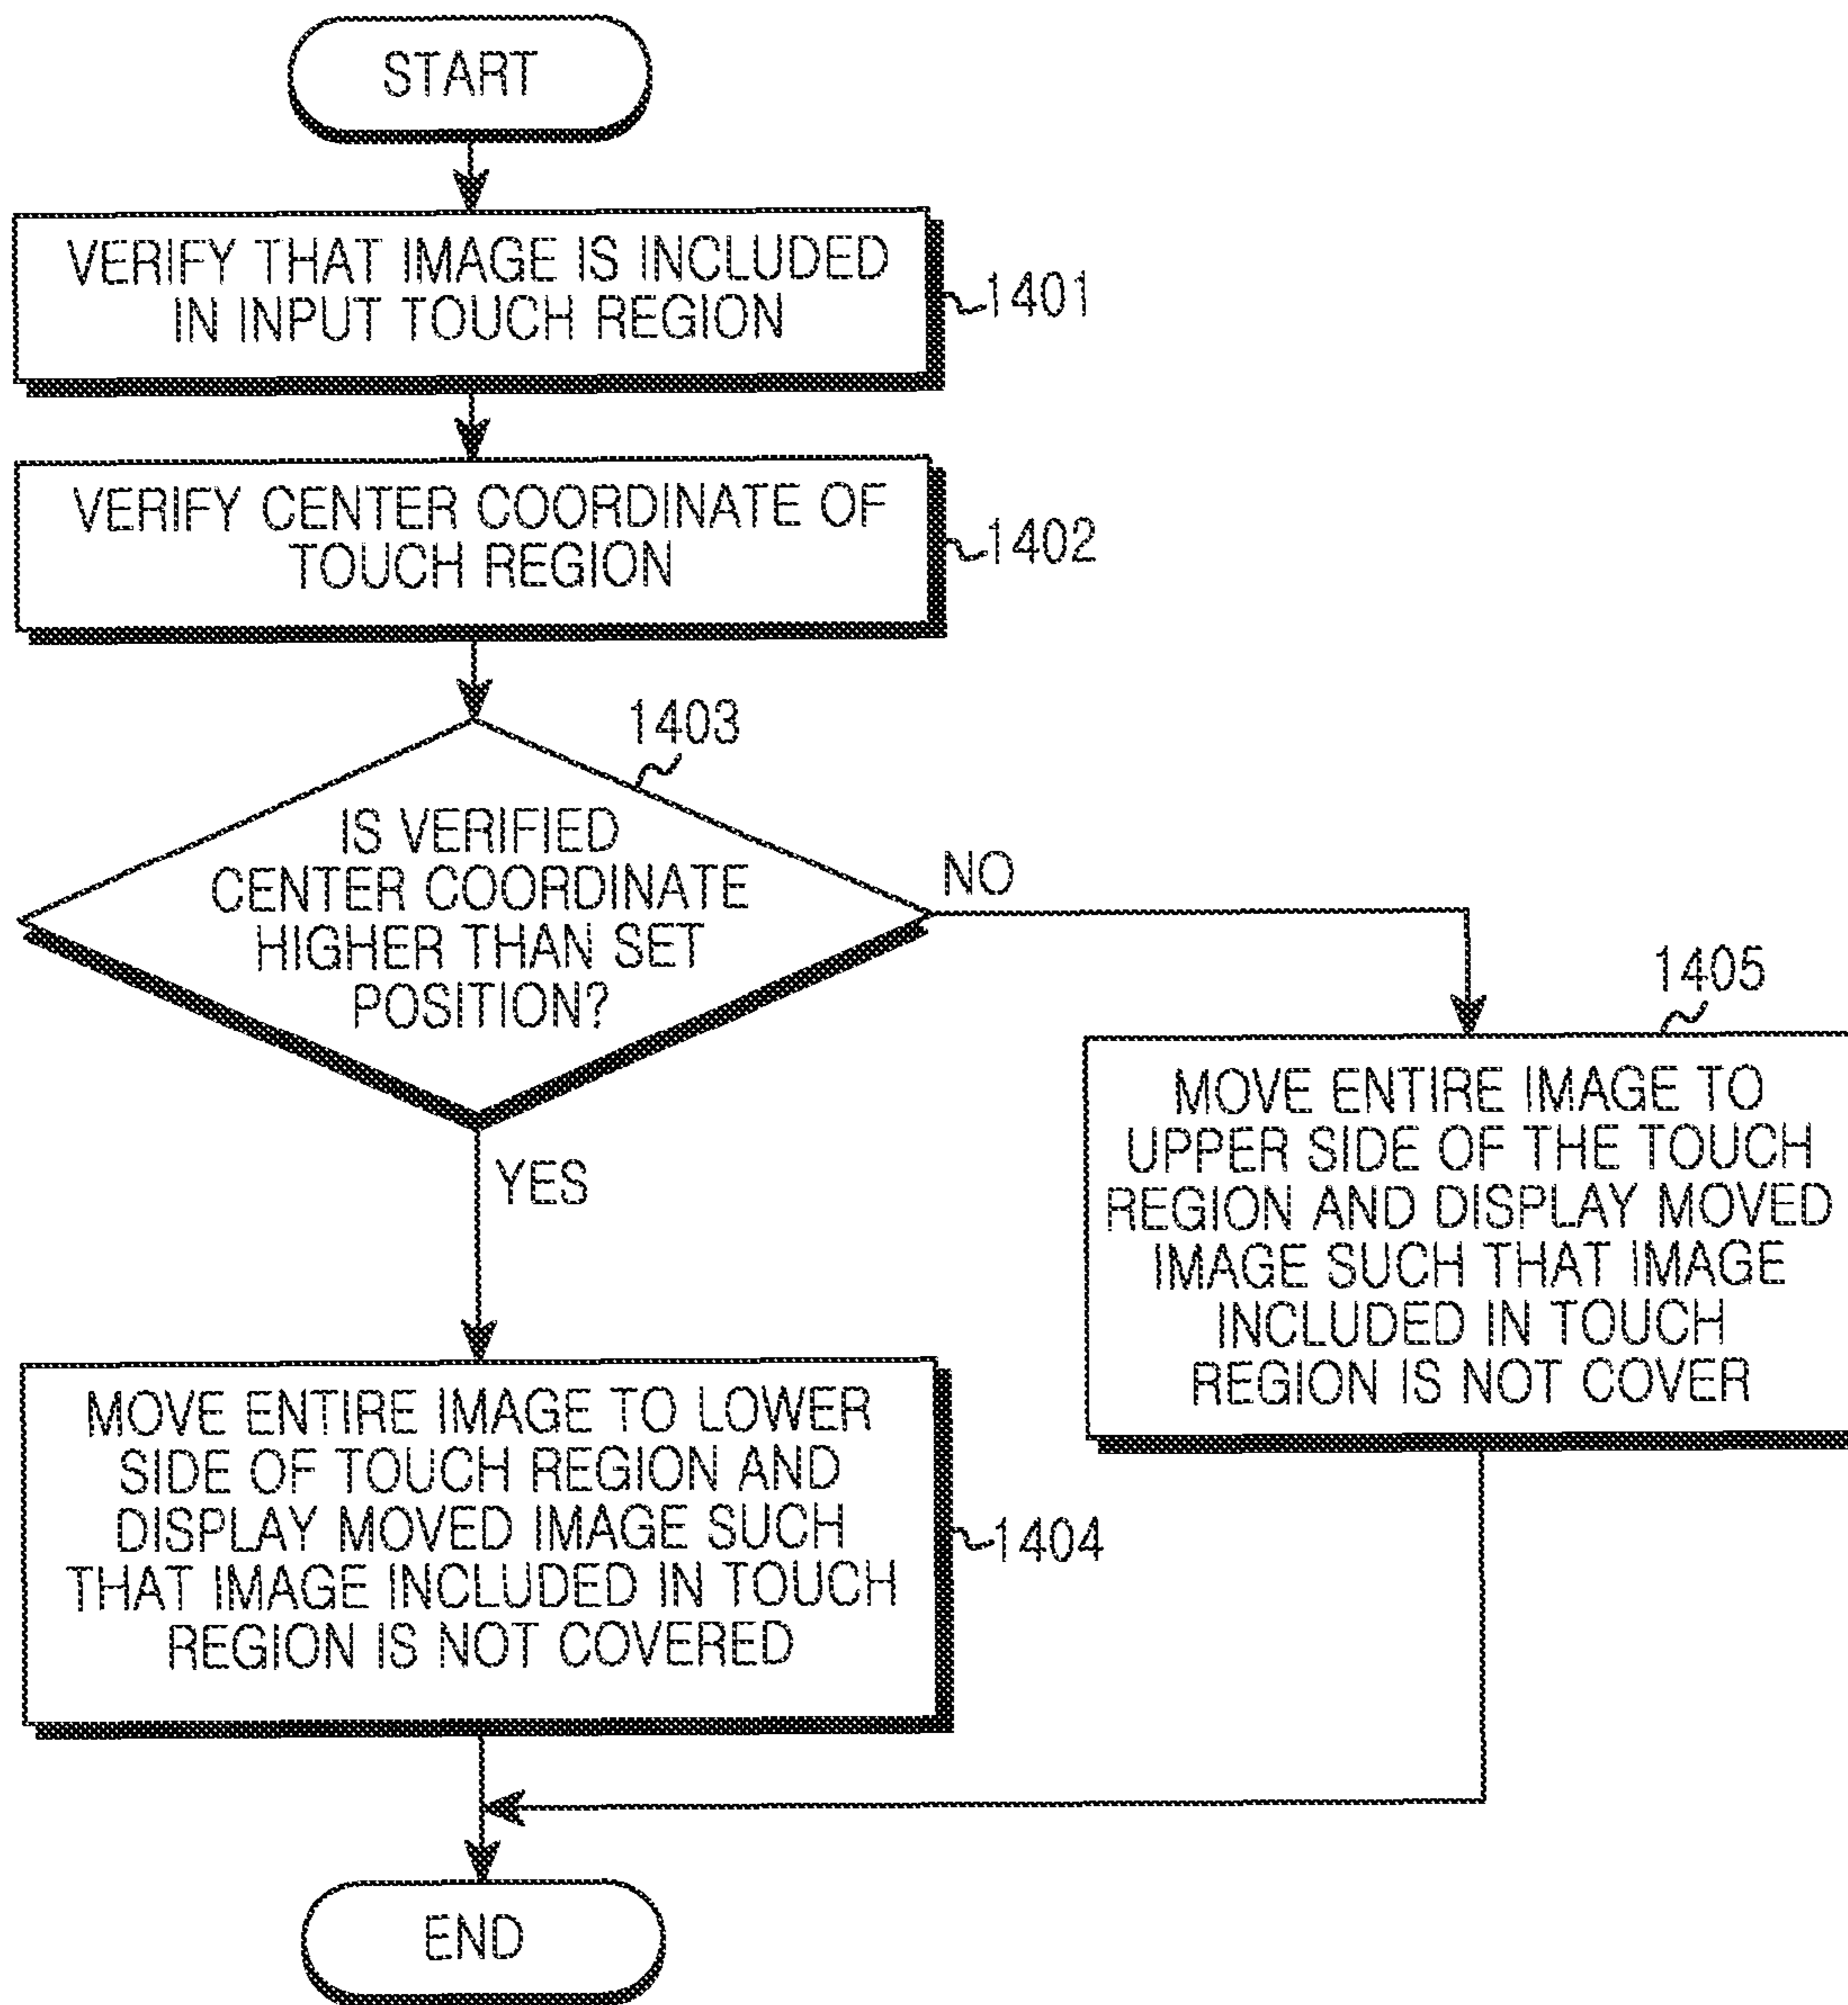 START
VERIFY THAT IMAGE IS INCLUDED
IN INPUT TOUCH REGION
1401
VERIFY CENTER COORDINATE OF
TOUCH REGION
1402
1403
IS VERIFIED
CENTER COORDINATE
HIGHER THAN SET
POSITION?
NO
YES
1405
MOVE ENTIRE IMAGE TO
UPPER SIDE OF THE TOUCH
REGION AND DISPLAY MOVED
IMAGE SUCH THAT IMAGE
INCLUDED IN TOUCH
REGION IS NOT COVER
MOVE ENTIRE IMAGE TO LOWER
SIDE OF TOUCH REGION AND
DISPLAY MOVED IMAGE SUCH
THAT IMAGE INCLUDED IN TOUCH
REGION IS NOT COVERED
1404
END